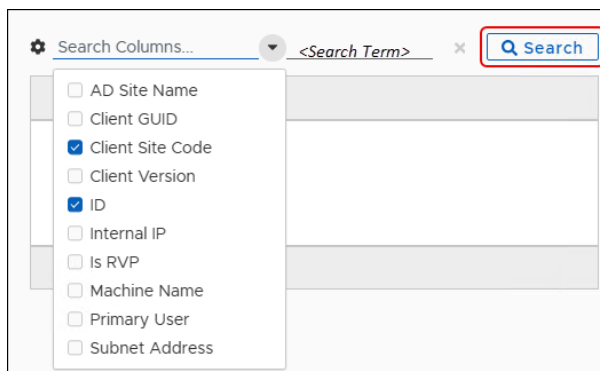 Search Columns...
<Search Term>
Search
AD Site Name
Client GUID
Client Site Code
Client Version
ID
Internal IP
Is RVP
Machine Name
Primary User
Subnet Address